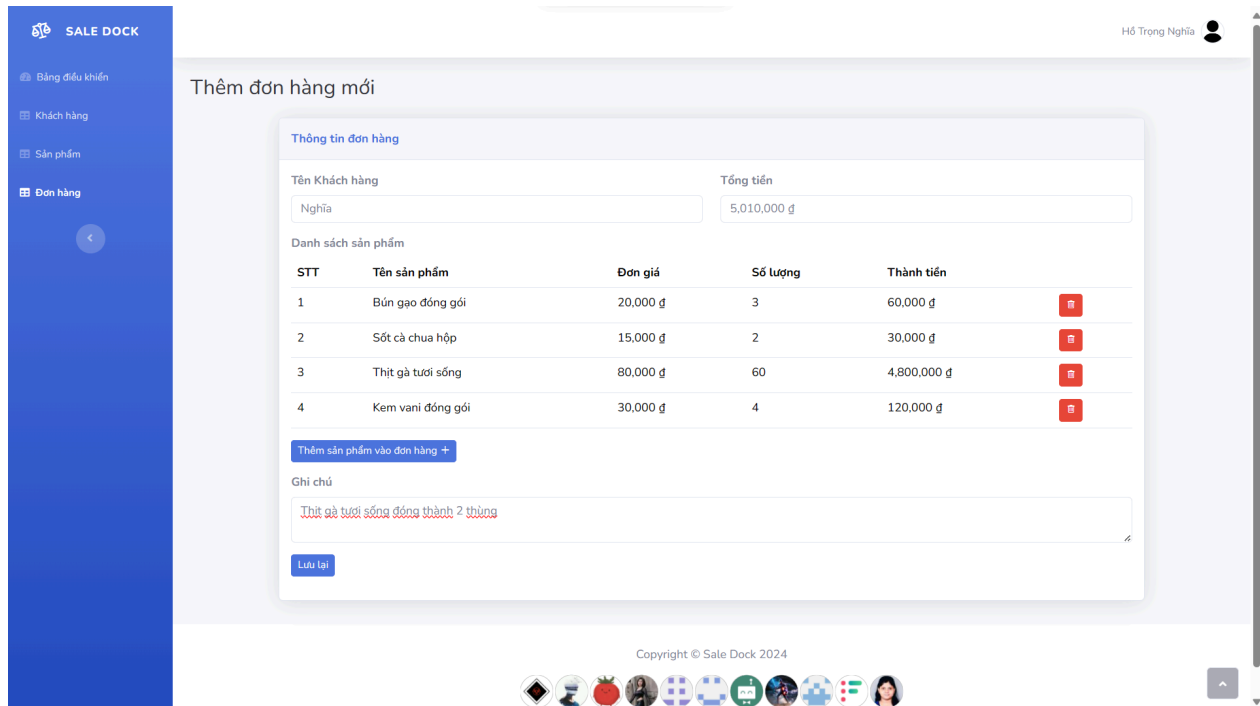 SALE DOCK
Hồ Trọng Nghĩa
Bảng điều khiển
Khách hàng
Sản phẩm
Đơn hàng
Thêm đơn hàng mới
Thông tin đơn hàng
Tên Khách hàng Tổng tiền
Nghĩa 5,010,000 ₫
Danh sách sản phẩm
STT Tên sản phẩm Đơn giá Số lượng Thành tiền
1 Bún gạo đóng gói 20,000 ₫ 3 60,000 ₫
2 Sốt cà chua hộp 15,000 ₫ 2 30,000 ₫
3 Thịt gà tươi sống 80,000 ₫ 60 4,800,000 ₫
4 Kem vani đóng gói 30,000 ₫ 4 120,000 ₫
Thêm sản phẩm vào đơn hàng +
Ghi chú
Thịt gà tươi sống đóng thành 2 thùng
Lưu lại
Copyright © Sale Dock 2024